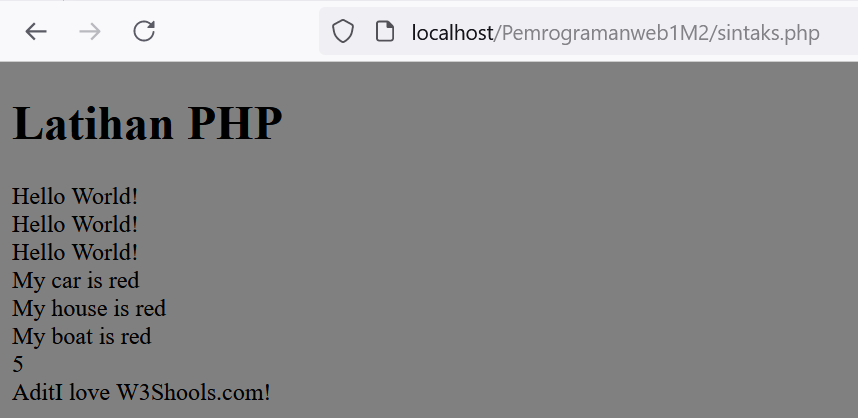 localhost/Pemrogramanweb1M2/sintaks.php
Latihan PHP
Hello World!
Hello World!
Hello World!
My car is red
My house is red
My boat is red
5
AditI love W3Shools.com!